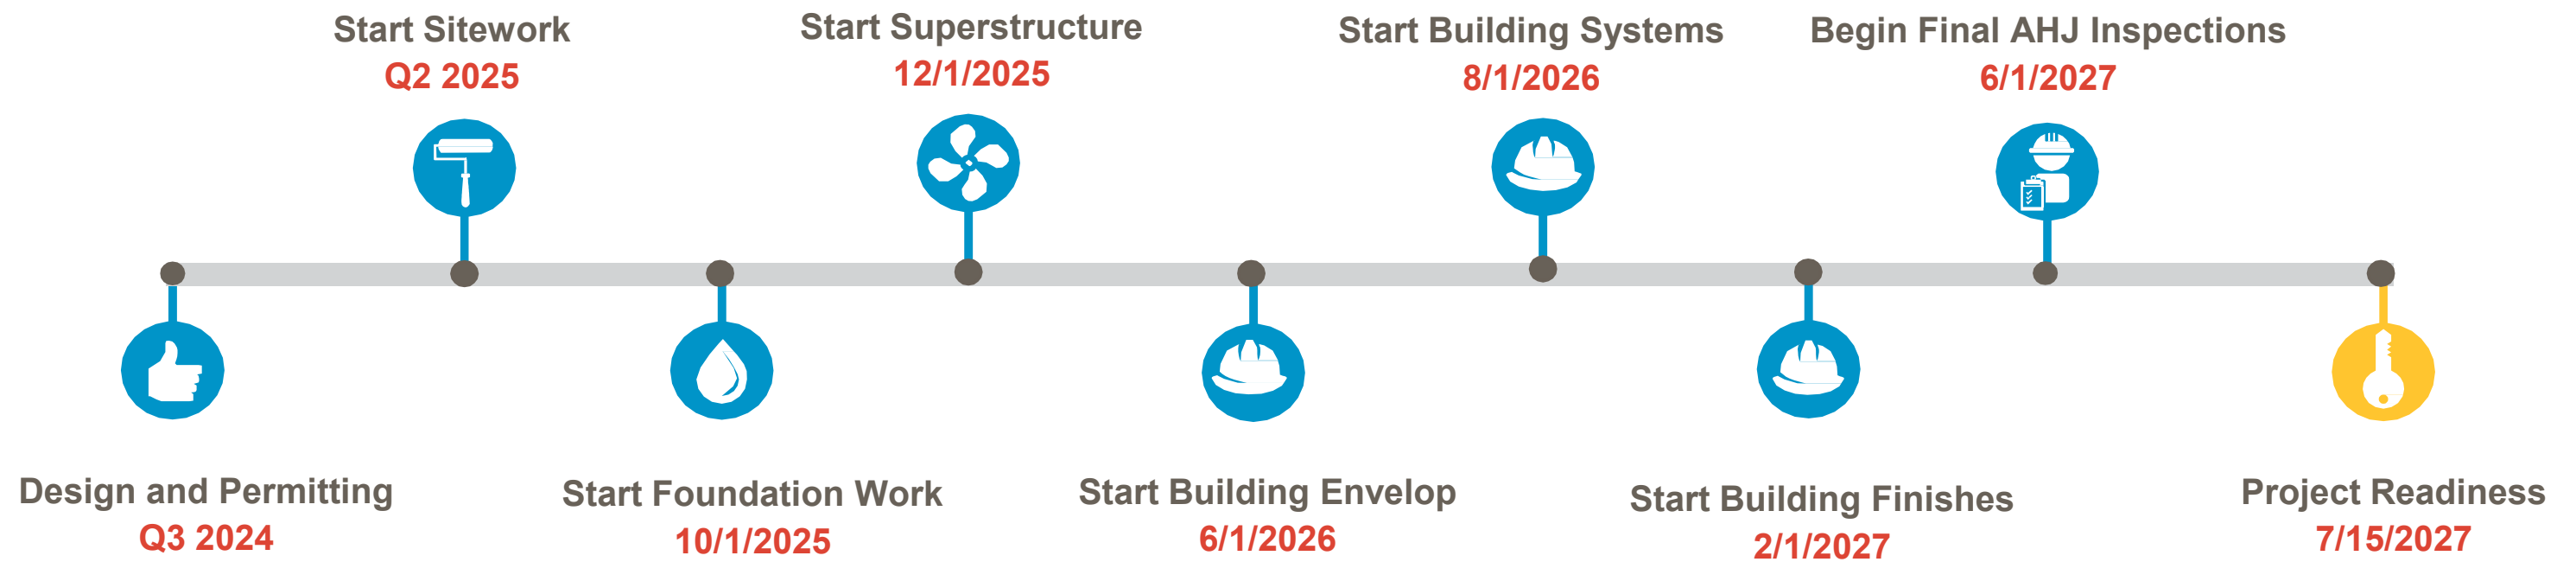 Design and Permitting
Q3 2024
Start Sitework
Q2 2025
Start Foundation Work
10/1/2025
Start Superstructure
12/1/2025
Start Building Envelop
6/1/2026
Start Building Systems
8/1/2026
Start Building Finishes
2/1/2027
Begin Final AHJ Inspections
6/1/2027
Project Readiness
7/15/2027